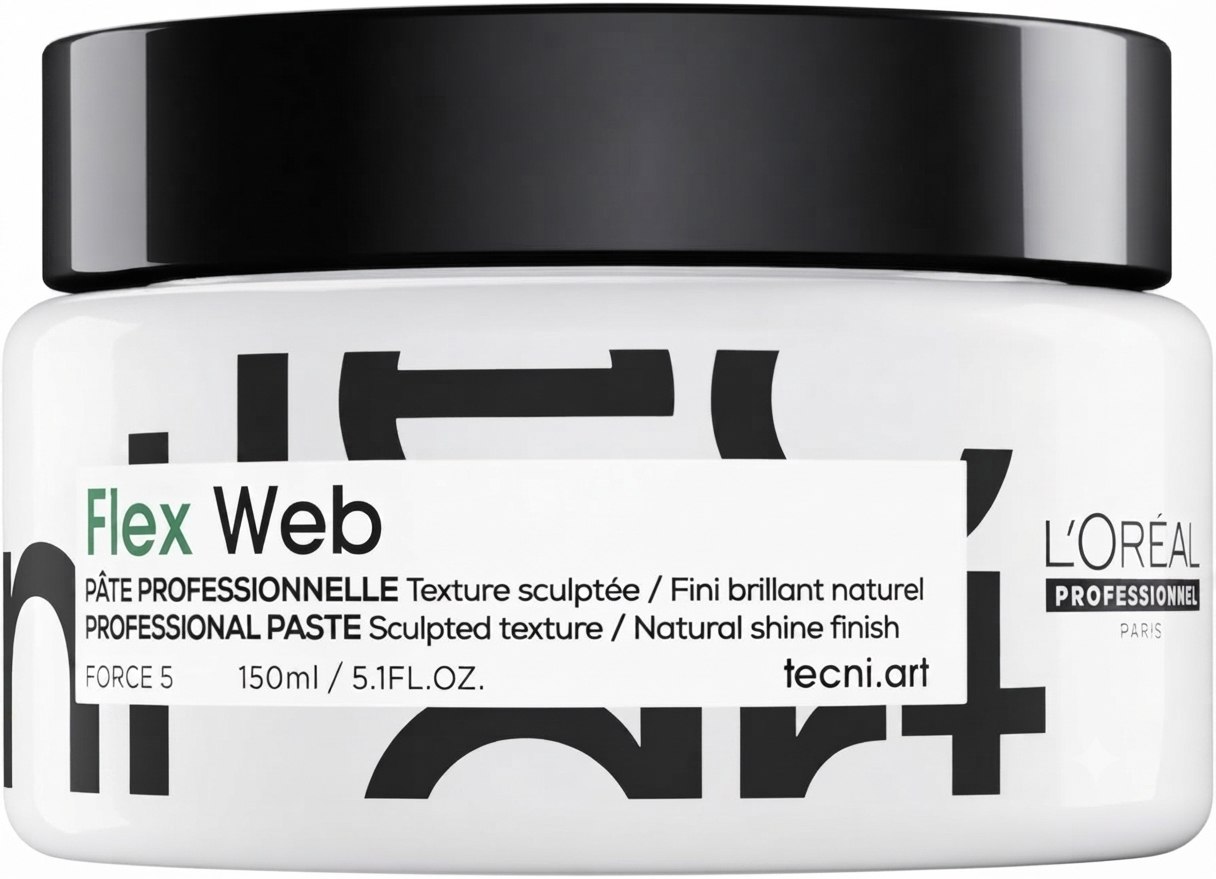 Flex Web
PÂTE PROFESSIONNELLE Texture sculptée / Fini brillant naturel
PROFESSIONAL PASTE Sculpted texture / Natural shine finish
FORCE 5 150ml / 5.1FL.OZ.
tecni.art
L'ORÉAL
PROFESSIONNEL
PARIS